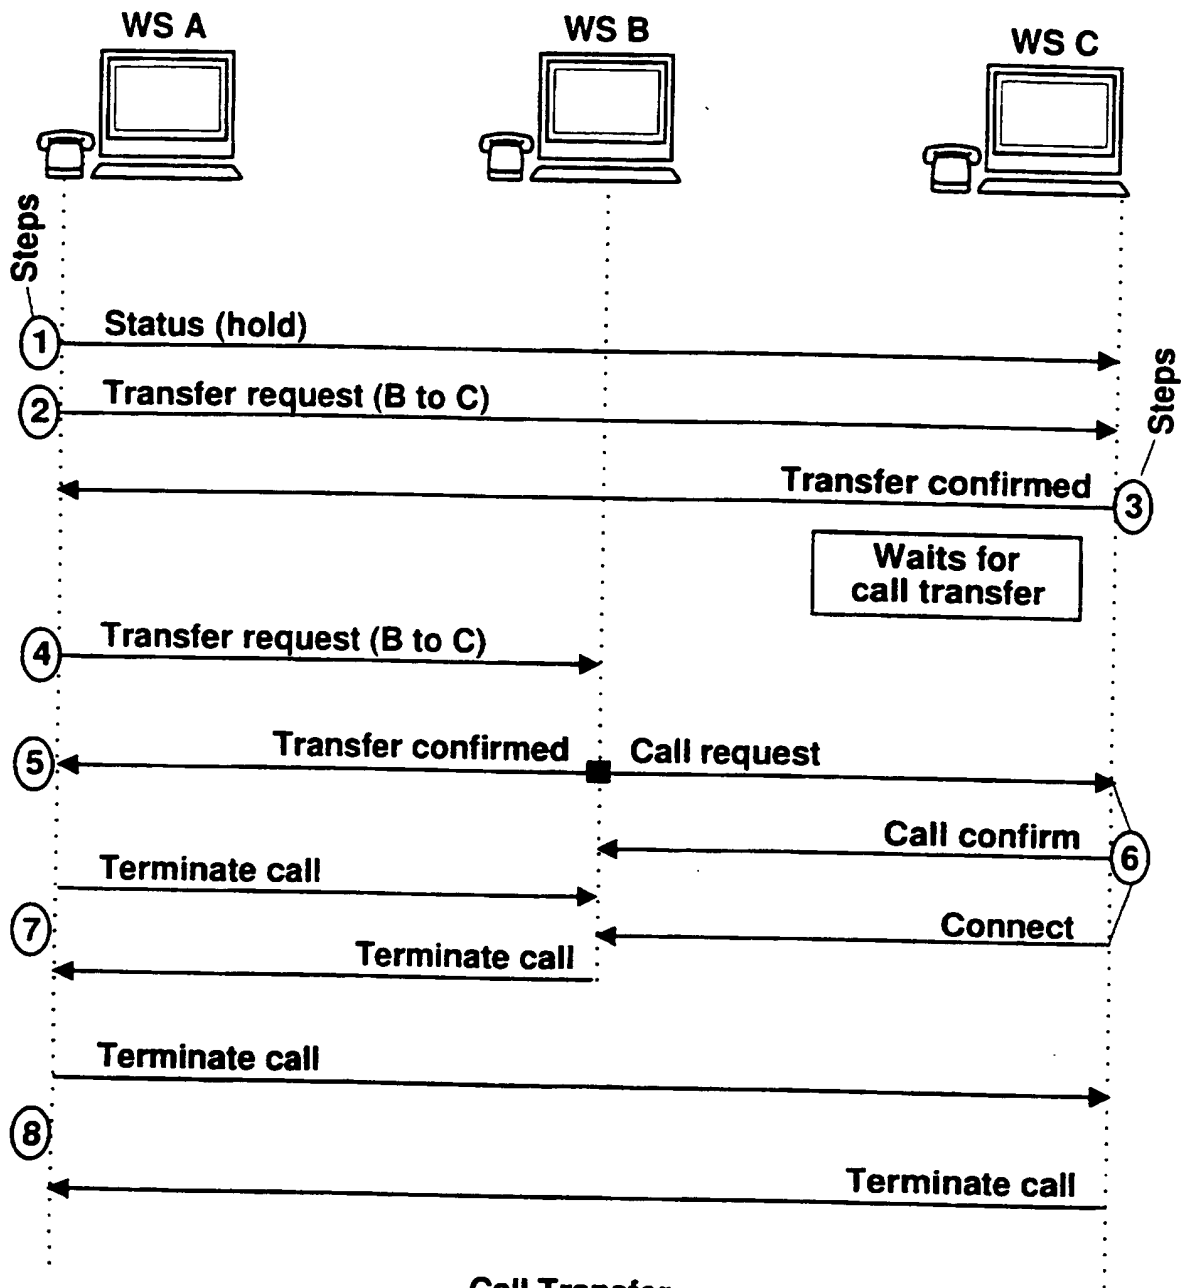 WS A
WS B
WS C
Steps
1
Status (hold)
2
Transfer request (B to C)
Steps
Transfer confirmed
3
Waits for
call transfer
4
Transfer request (B to C)
5
Transfer confirmed
Call request
Call confirm
6
Terminate call
7
Connect
Terminate call
Terminate call
8
Terminate call
Call Transfer